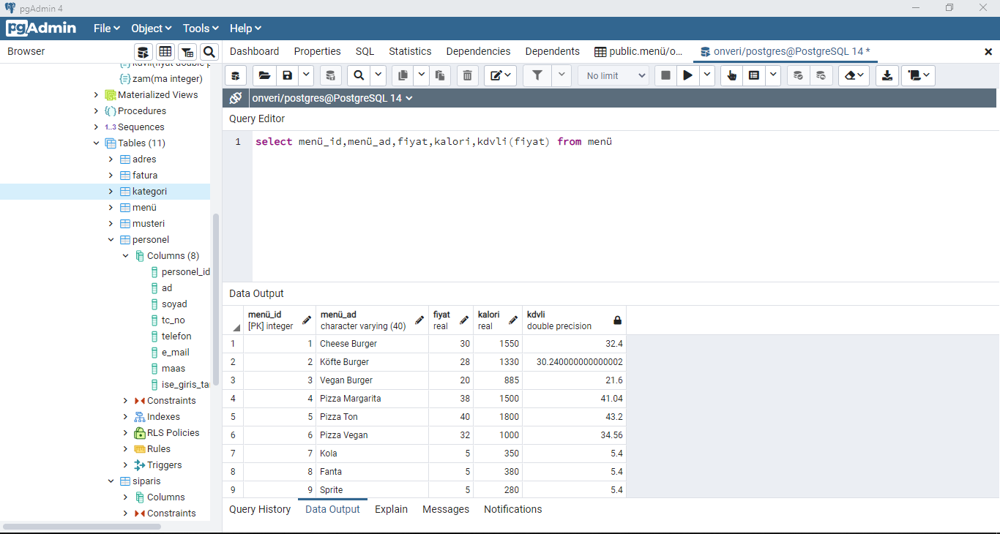 pgAdmin 4
pgAdmin File Object Tools Help
Browser
Dashboard Properties SQL Statistics Dependencies Dependents public.menü/o... onveri/postgres@PostgreSQL 14 *
kdvli(fiyat double p
zam(ma integer)
Materialized Views
Procedures
1..3 Sequences
Tables (11)
adres
fatura
kategori
menü
musteri
personel
Columns (8)
personel_id
ad
soyad
tc_no
telefon
e_mail
maas
ise_giris_ta
Constraints
Indexes
RLS Policies
Rules
Triggers
siparis
Columns
Constraints
No limit
onveri/postgres@PostgreSQL 14
Query Editor
1 select menü_id,menü_ad,fiyat,kalori,kdvli(fiyat) from menü
Data Output
menü_id menü_ad fiyat kalori kdvli
[PK] integer character varying (40) real real double precision
1 1 Cheese Burger 30 1550 32.4
2 2 Köfte Burger 28 1330 30.240000000000002
3 3 Vegan Burger 20 885 21.6
4 4 Pizza Margarita 38 1500 41.04
5 5 Pizza Ton 40 1800 43.2
6 6 Pizza Vegan 32 1000 34.56
7 7 Kola 5 350 5.4
8 8 Fanta 5 380 5.4
9 9 Sprite 5 280 5.4
Query History Data Output Explain Messages Notifications